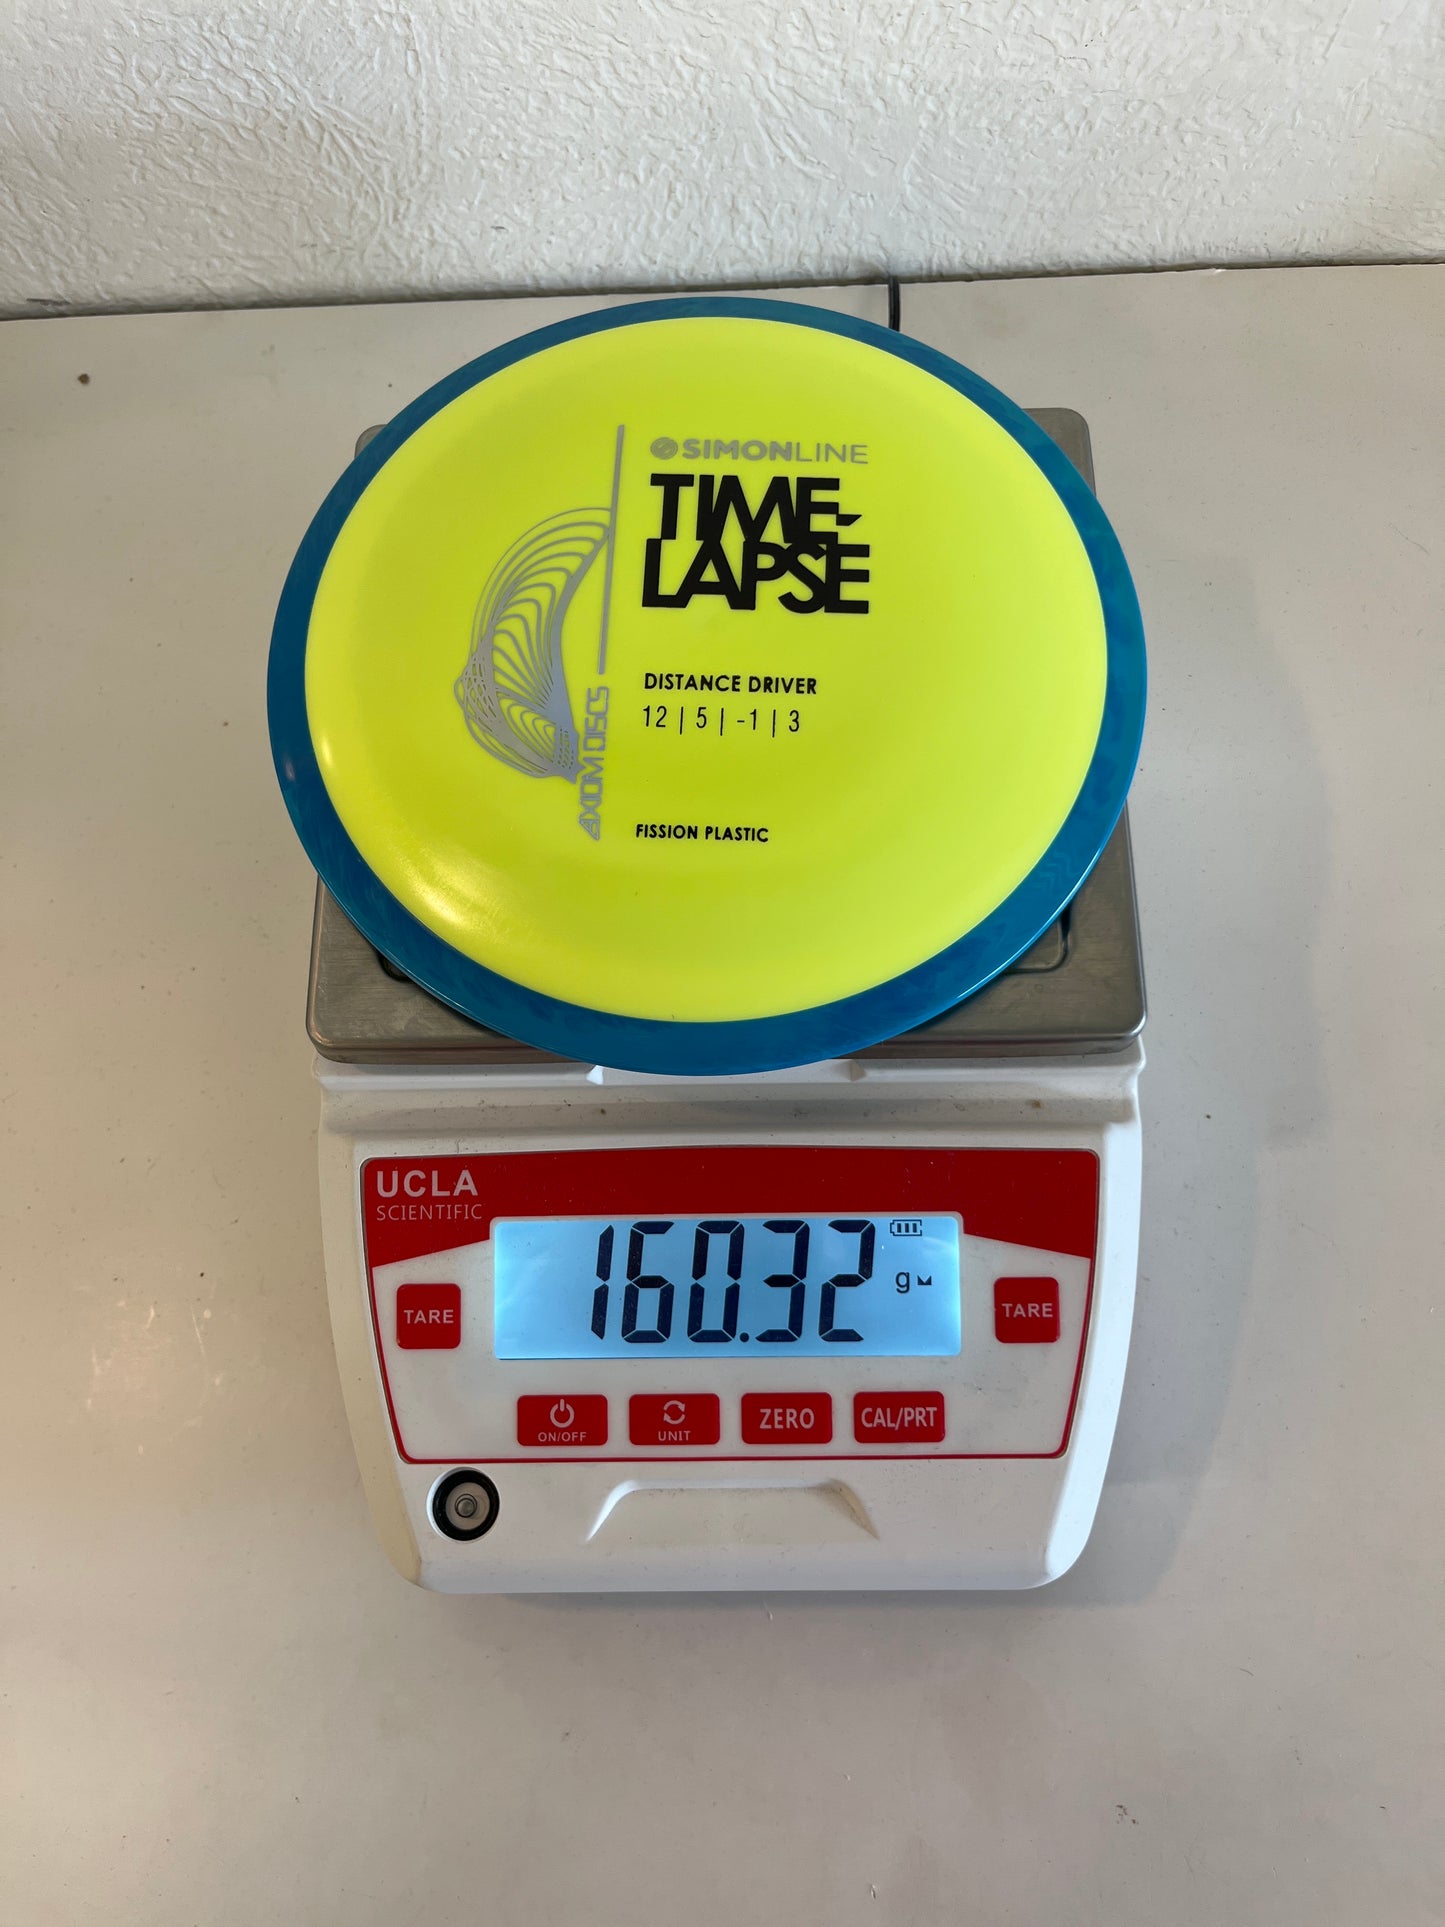 SIMONLINE
TIME-
LAPSE
DISTANCE DRIVER
12 | 5 | -1 | 3
AXIOM DISCS
FISSION PLASTIC
UCLA
SCIENTIFIC
160.32
g
TARE
TARE
ON/OFF
UNIT
ZERO
CAL/PRT